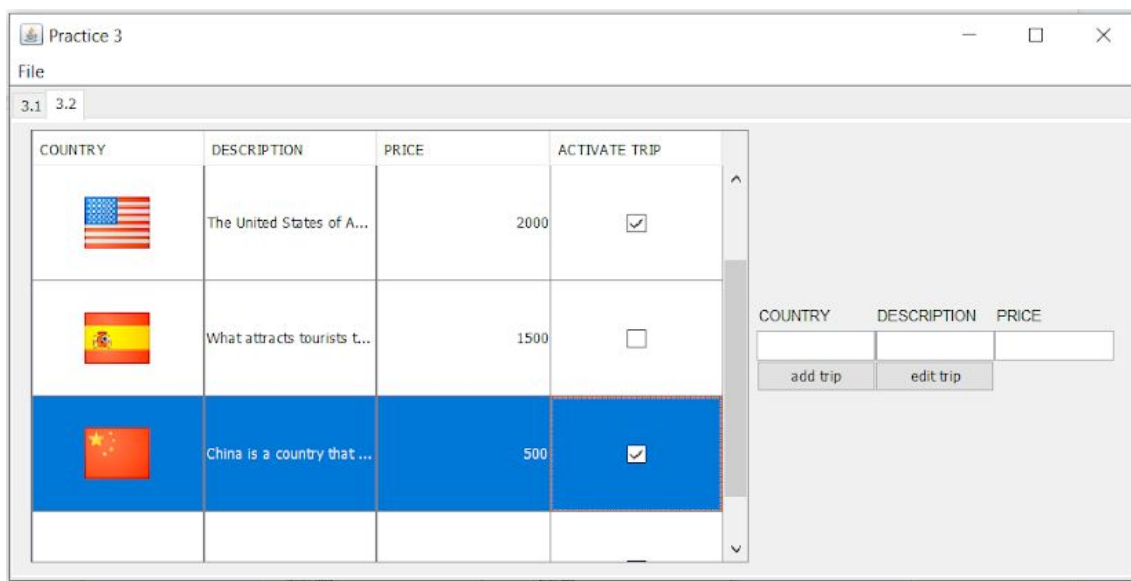 Practice 3
File
3.1 3.2
COUNTRY DESCRIPTION PRICE ACTIVATE TRIP
The United States of A... 2000
What attracts tourists t... 1500
China is a country that ... 500
COUNTRY DESCRIPTION PRICE
add trip edit trip